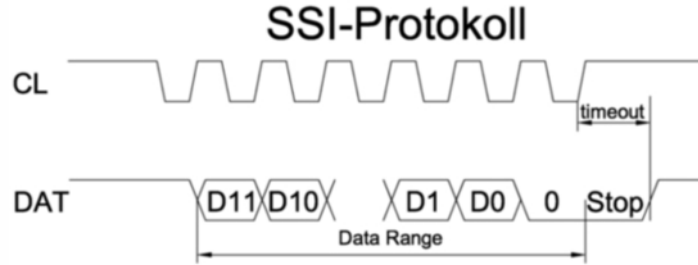 SSI-Protokoll
CL
timeout
DAT D11 D10 D1 D0 0 Stop
Data Range